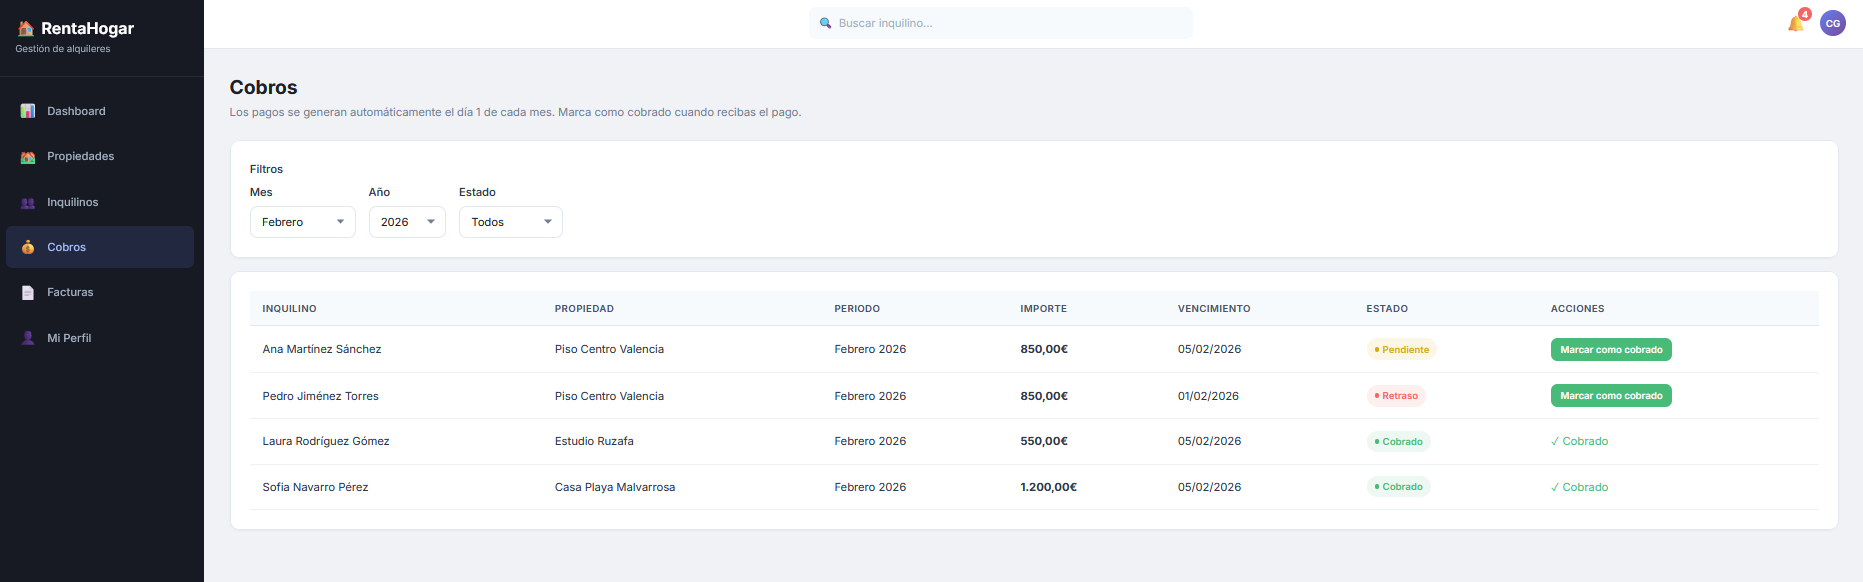 RentaHogar
Gestión de alquileres
Buscar inquilino...
4
CG
Dashboard
Propiedades
Inquilinos
Cobros
Facturas
Mi Perfil
Cobros
Los pagos se generan automáticamente el día 1 de cada mes. Marca como cobrado cuando recibas el pago.
Filtros
Mes Año Estado
Febrero 2026 Todos
INQUILINO PROPIEDAD PERIODO IMPORTE VENCIMIENTO ESTADO ACCIONES
Ana Martínez Sánchez Piso Centro Valencia Febrero 2026 850,00€ 05/02/2026 Pendiente Marcar como cobrado
Pedro Jiménez Torres Piso Centro Valencia Febrero 2026 850,00€ 01/02/2026 Retraso Marcar como cobrado
Laura Rodríguez Gómez Estudio Ruzafa Febrero 2026 550,00€ 05/02/2026 Cobrado ✓ Cobrado
Sofia Navarro Pérez Casa Playa Malvarrosa Febrero 2026 1.200,00€ 05/02/2026 Cobrado ✓ Cobrado